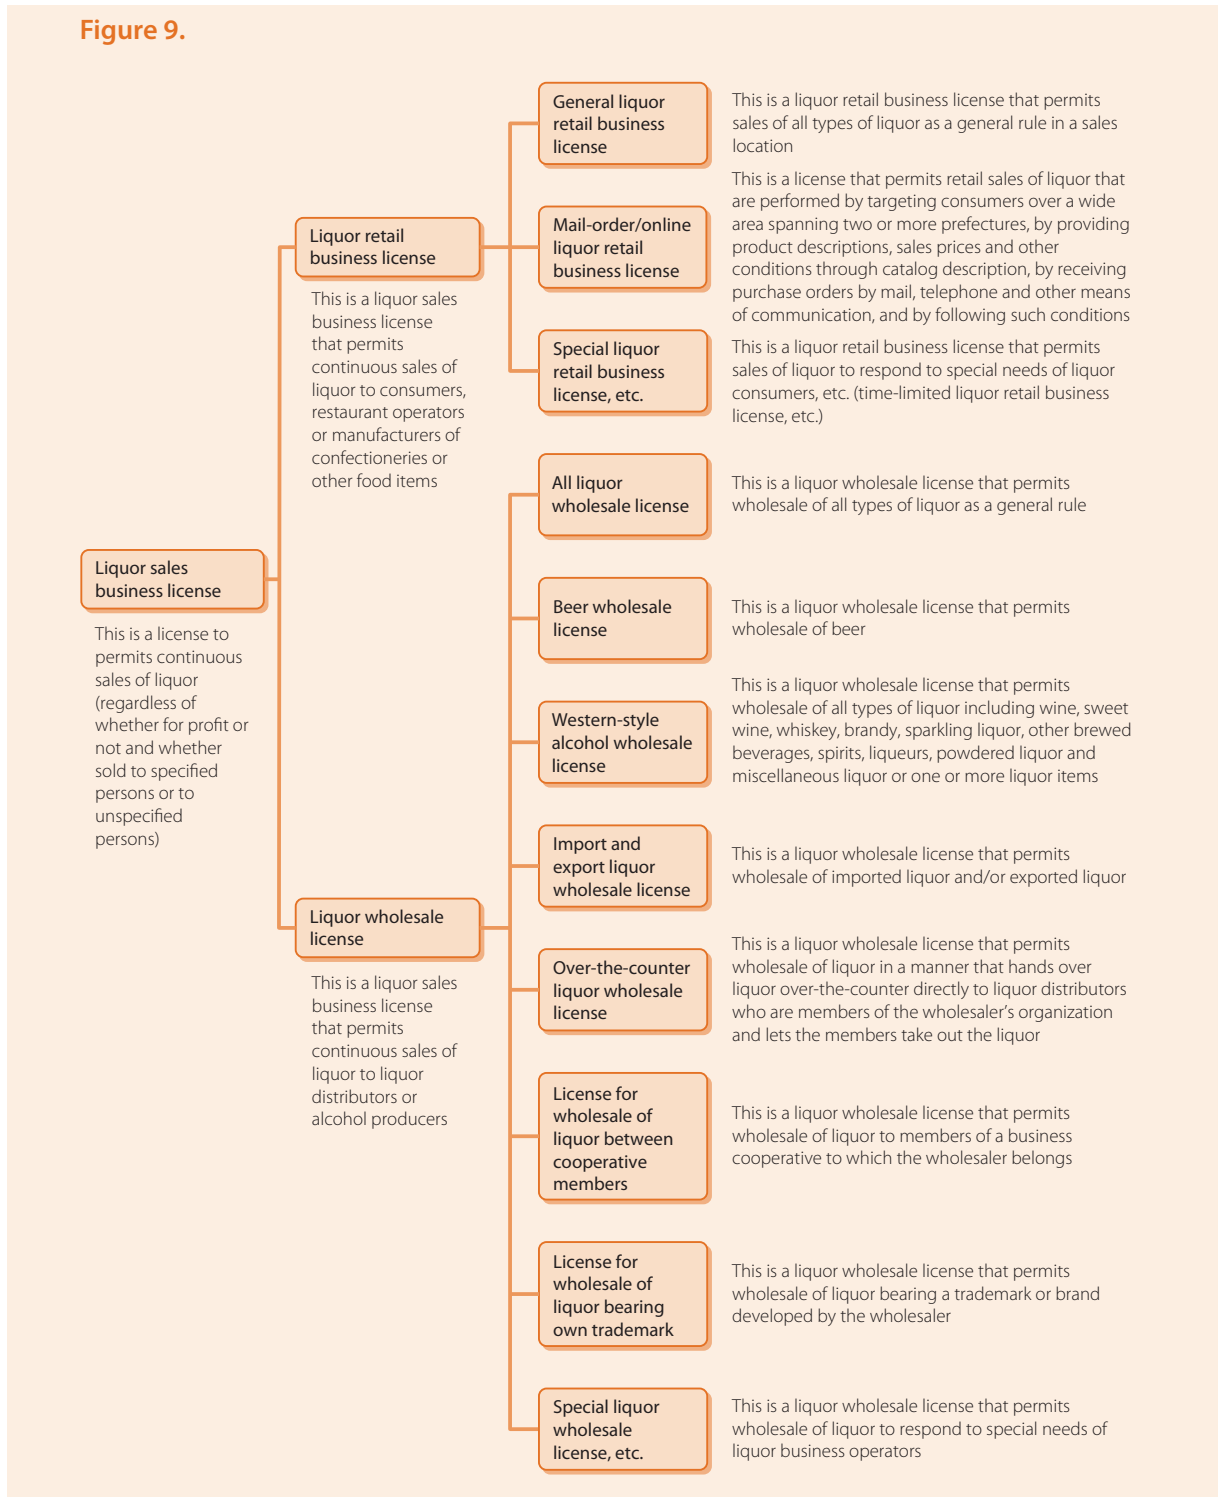 Figure 9.
Liquor sales
business license
This is a license to
permits continuous
sales of liquor
(regardless of
whether for profit or
not and whether
sold to specified
persons or to
unspecified
persons)
Liquor retail
business license
This is a liquor sales
business license
that permits
continuous sales of
liquor to consumers,
restaurant operators
or manufacturers of
confectioneries or
other food items
General liquor
retail business
license
This is a liquor retail business license that permits
sales of all types of liquor as a general rule in a sales
location
Mail-order/online
liquor retail
business license
This is a license that permits retail sales of liquor that
are performed by targeting consumers over a wide
area spanning two or more prefectures, by providing
product descriptions, sales prices and other
conditions through catalog description, by receiving
purchase orders by mail, telephone and other means
of communication, and by following such conditions
Special liquor
retail business
license, etc.
This is a liquor retail business license that permits
sales of liquor to respond to special needs of liquor
consumers, etc. (time-limited liquor retail business
license, etc.)
Liquor wholesale
license
This is a liquor sales
business license
that permits
continuous sales of
liquor to liquor
distributors or
alcohol producers
All liquor
wholesale license
This is a liquor wholesale license that permits
wholesale of all types of liquor as a general rule
Beer wholesale
license
This is a liquor wholesale license that permits
wholesale of beer
Western-style
alcohol wholesale
license
This is a liquor wholesale license that permits
wholesale of all types of liquor including wine, sweet
wine, whiskey, brandy, sparkling liquor, other brewed
beverages, spirits, liqueurs, powdered liquor and
miscellaneous liquor or one or more liquor items
Import and
export liquor
wholesale license
This is a liquor wholesale license that permits
wholesale of imported liquor and/or exported liquor
Over-the-counter
liquor wholesale
license
This is a liquor wholesale license that permits
wholesale of liquor in a manner that hands over
liquor over-the-counter directly to liquor distributors
who are members of the wholesaler's organization
and lets the members take out the liquor
License for
wholesale of
liquor between
cooperative
members
This is a liquor wholesale license that permits
wholesale of liquor to members of a business
cooperative to which the wholesaler belongs
License for
wholesale of
liquor bearing
own trademark
This is a liquor wholesale license that permits
wholesale of liquor bearing a trademark or brand
developed by the wholesaler
Special liquor
wholesale
license, etc.
This is a liquor wholesale license that permits
wholesale of liquor to respond to special needs of
liquor business operators